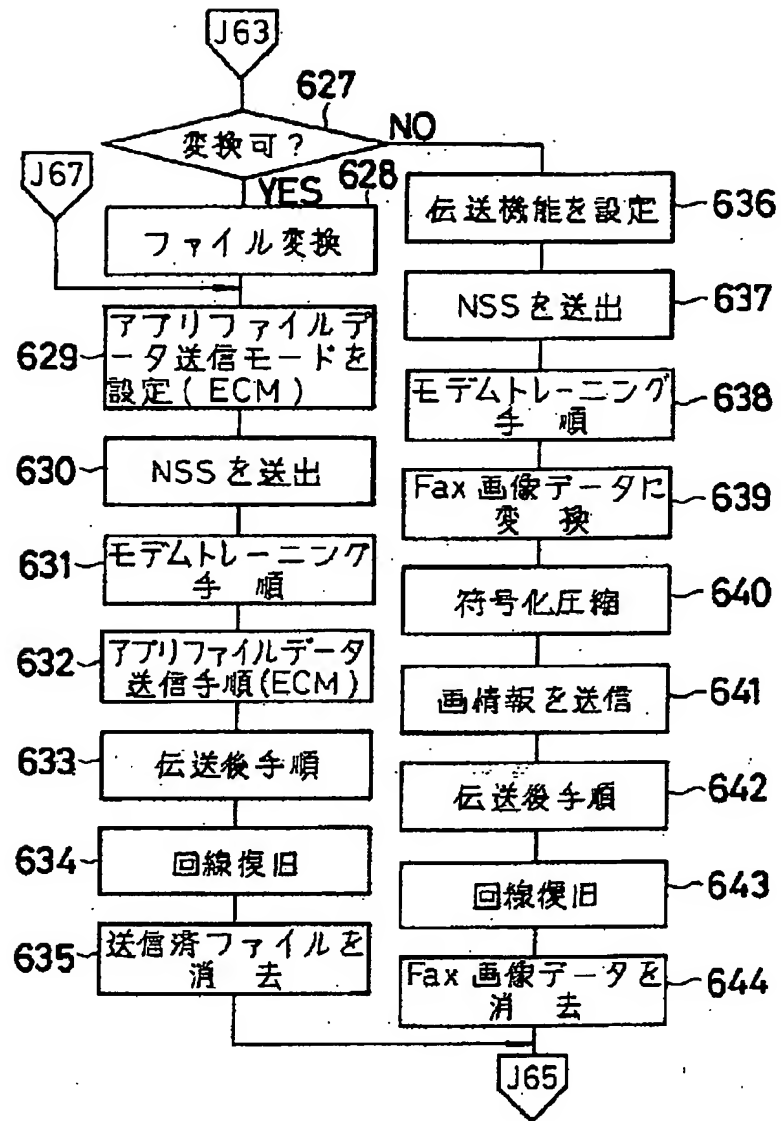 J63
627
変換可?
NO
J67
YES
628
ファイル変換
629
アプリファイルデ
ータ送信モードを
設定(ECM)
630
NSSを送出
631
モデムトレーニング
手順
632
アプリファイルデータ
送信手順(ECM)
633
伝送後手順
634
回線復旧
635
送信済ファイルを
消去
伝送機能を設定
636
NSSを送出
637
モデムトレーニング
手順
638
Fax画像データに
変換
639
符号化圧縮
640
画情報を送信
641
伝送後手順
642
回線復旧
643
Fax画像データを
消去
644
J65